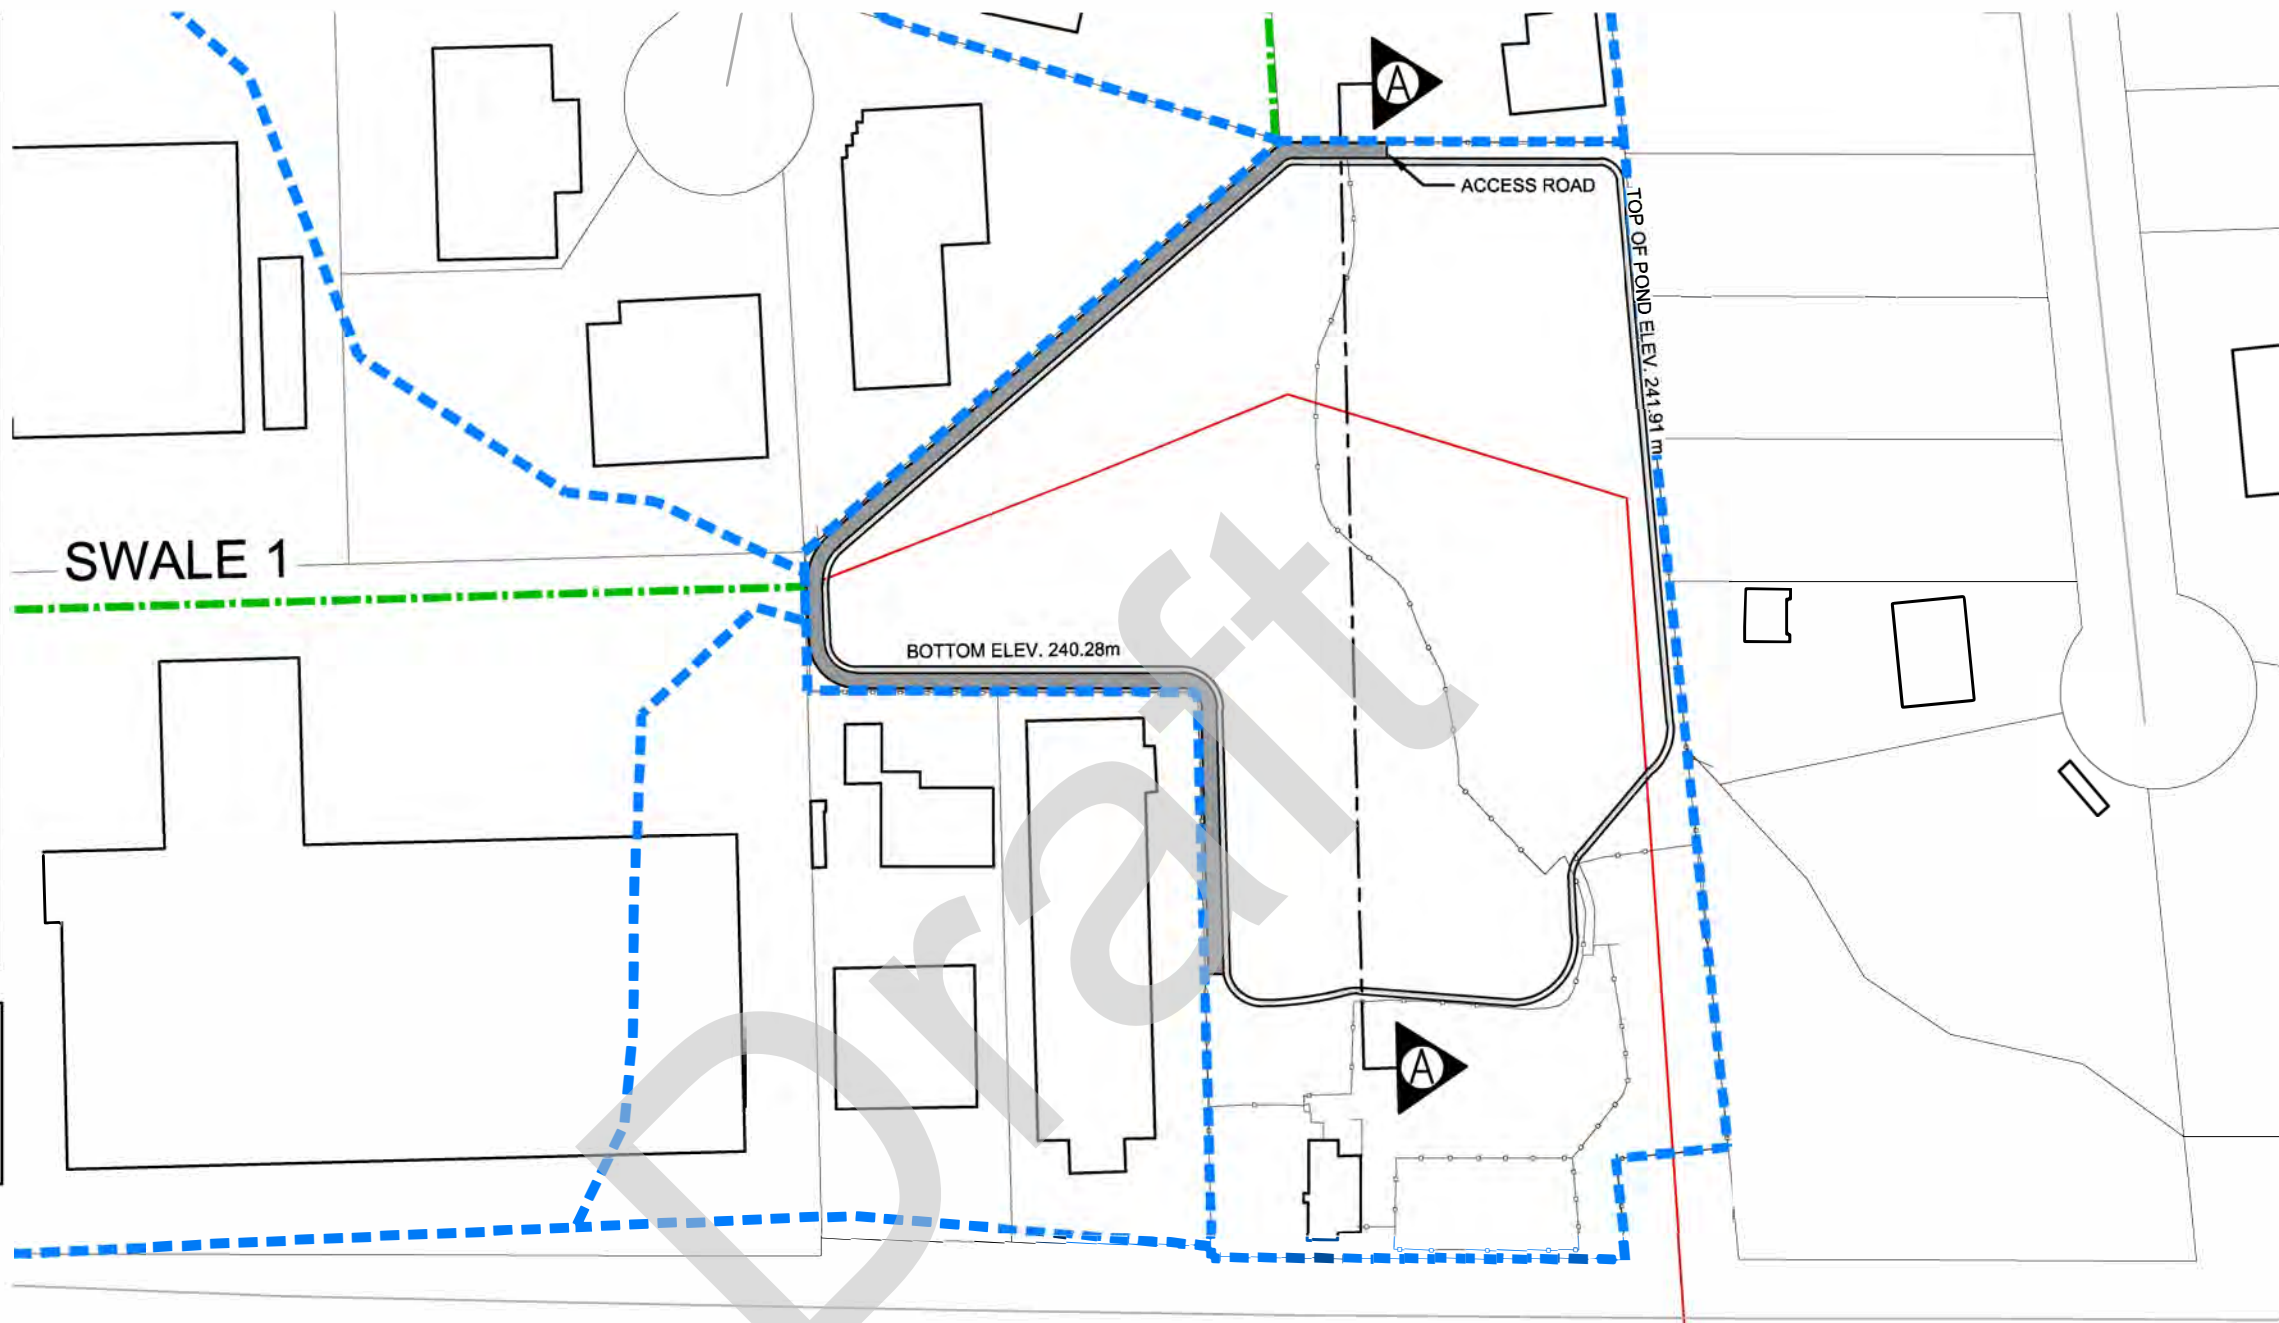 A
ACCESS ROAD
TOP OF POND ELEV. 241.91 m
SWALE 1
BOTTOM ELEV. 240.28m
Draft
A